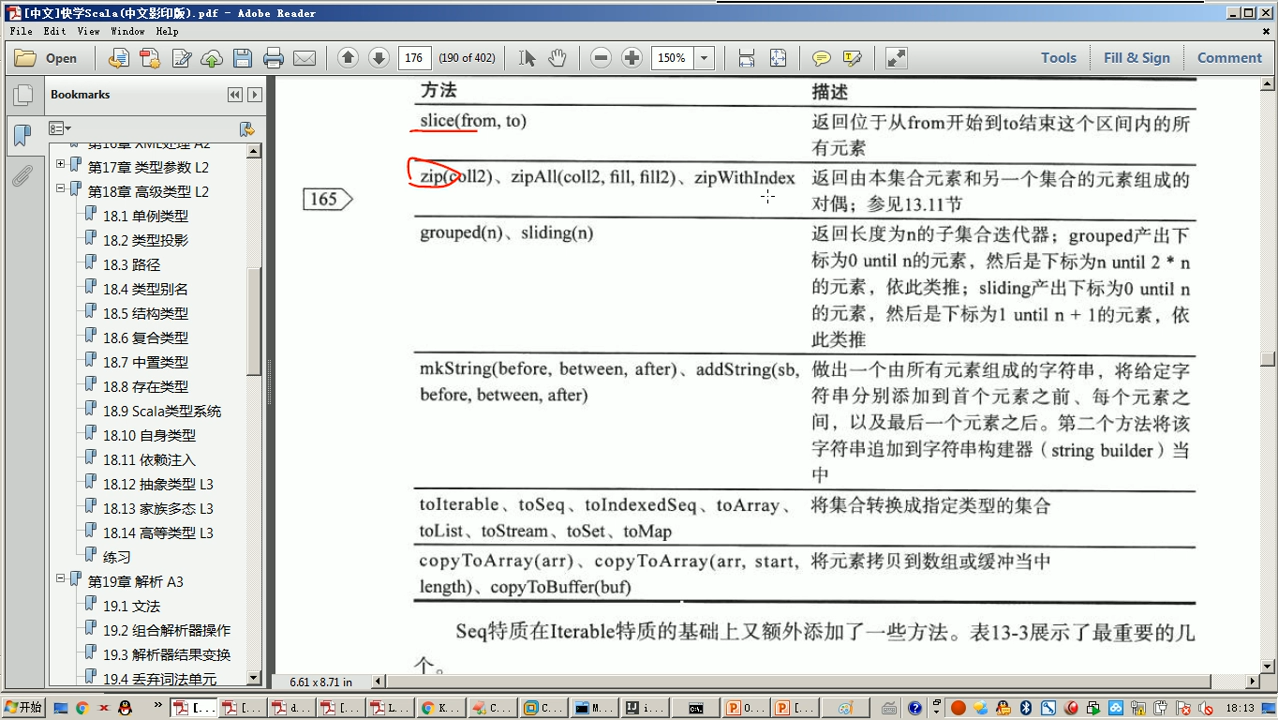 [中文]快学Scala(中文影印版).pdf - Adobe Reader
File Edit View Window Help
Open 176 (190 of 402) 150% Tools Fill & Sign Comment
Bookmarks
第16章 XML处理 A2
第17章 类型参数 L2
第18章 高级类型 L2
18.1 单例类型
18.2 类型投影
18.3 路径
18.4 类型别名
18.5 结构类型
18.6 复合类型
18.7 中置类型
18.8 存在类型
18.9 Scala类型系统
18.10 自身类型
18.11 依赖注入
18.12 抽象类型 L3
18.13 家族多态 L3
18.14 高等类型 L3
练习
第19章 解析 A3
19.1 文法
19.2 组合解析器操作
19.3 解析器结果变换
19.4 丢弃词法单元
165
方法 描述
slice(from, to) 返回位于从from开始到to结束这个区间内的所
有元素
zip(coll2)、zipAll(coll2, fill, fill2)、zipWithIndex 返回由本集合元素和另一个集合的元素组成的
对偶；参见13.11节
grouped(n)、sliding(n) 返回长度为n的子集合迭代器；grouped产出下
标为0 until n的元素，然后是下标为n until 2 * n
的元素，依此类推；sliding产出下标为0 until n
的元素，然后是下标为1 until n + 1的元素，依
此类推
mkString(before, between, after)、addString(sb, 做出一个由所有元素组成的字符串，将给定字
before, between, after) 符串分别添加到首个元素之前、每个元素之
间，以及最后一个元素之后。第二个方法将该
字符串追加到字符串构建器（string builder）当
中
toIterable、toSeq、toIndexedSeq、toArray、 将集合转换成指定类型的集合
toList、toStream、toSet、toMap
copyToArray(arr)、copyToArray(arr, start, 将元素拷贝到数组或缓冲当中
length)、copyToBuffer(buf)
Seq特质在Iterable特质的基础上又额外添加了一些方法。表13-3展示了最重要的几
个。
6.61 x 8.71 in
开始 » [... [... d... [... L... K... C... C... M... i... O... [... 18:13